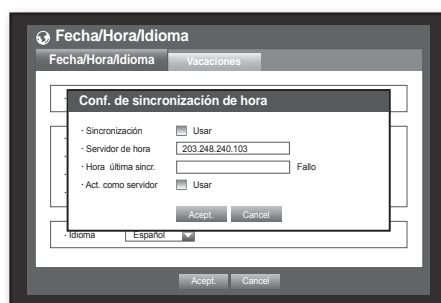 Fecha/Hora/Idioma
Fecha/Hora/Idioma Vacaciones
Conf. de sincronización de hora
· Sincronización Usar
· Servidor de hora 203.248.240.103
· Hora última sincr. Fallo
· Act. como servidor Usar
Acept. Cancel
· Idioma Español
Acept. Cancel